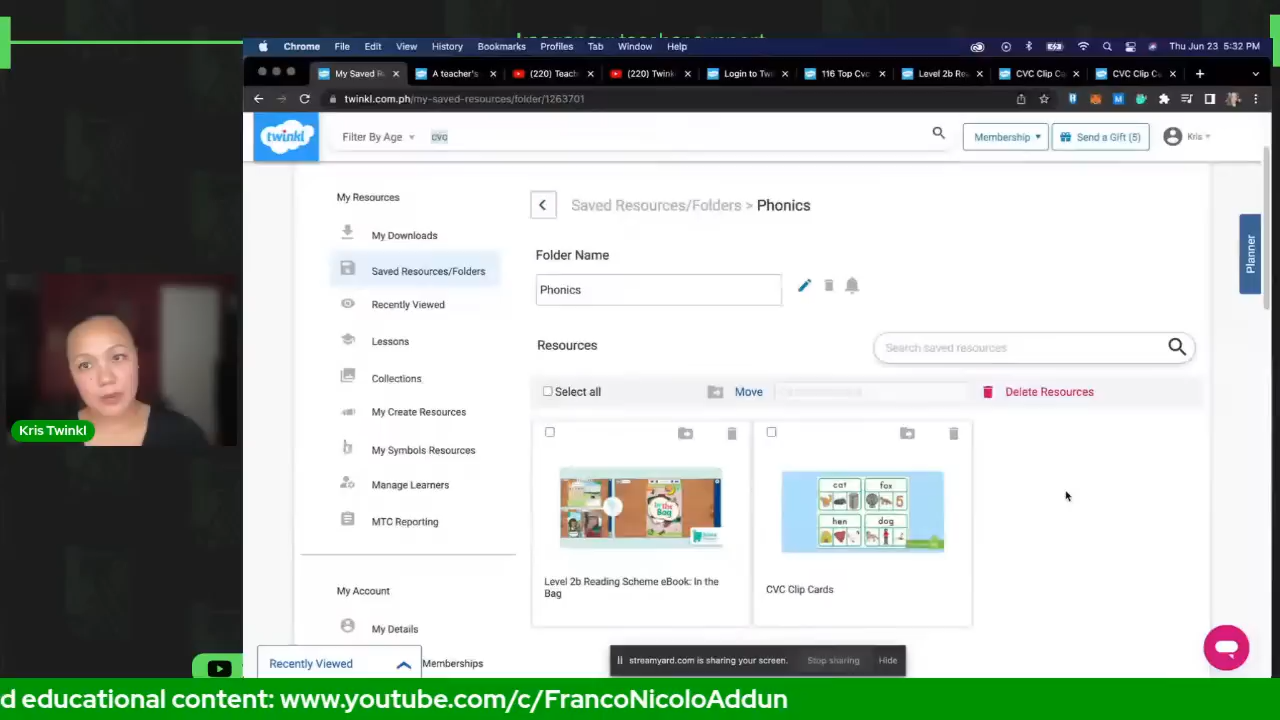 Chrome File Edit View History Bookmarks Profiles Tab Window Help Thu Jun 23 5:32 PM
My Saved R
A teacher's
(220) Teach
(220) Twink
Login to Tw
116 Top Cvc
Level 2b Re
CVC Clip C
CVC Clip Ca
twinkl.com.ph/my-saved-resources/folder/1263701
twinkl
Filter By Age
cvc
Membership
Send a Gift (5)
Kris
My Resources
My Downloads
Saved Resources/Folders
Recently Viewed
Lessons
Collections
My Create Resources
My Symbols Resources
Manage Learners
MTC Reporting
My Account
My Details
Memberships
Recently Viewed
Saved Resources/Folders > Phonics
Folder Name
Phonics
Resources
Search saved resources
Select all
Move
Delete Resources
In the
Bag
cat
fox
hen
dog
5
Level 2b Reading Scheme eBook: In the
Bag
CVC Clip Cards
Planner
streamyard.com is sharing your screen.
Stop sharing
Hide
Kris Twinkl
d educational content: www.youtube.com/c/FrancoNicoloAddun